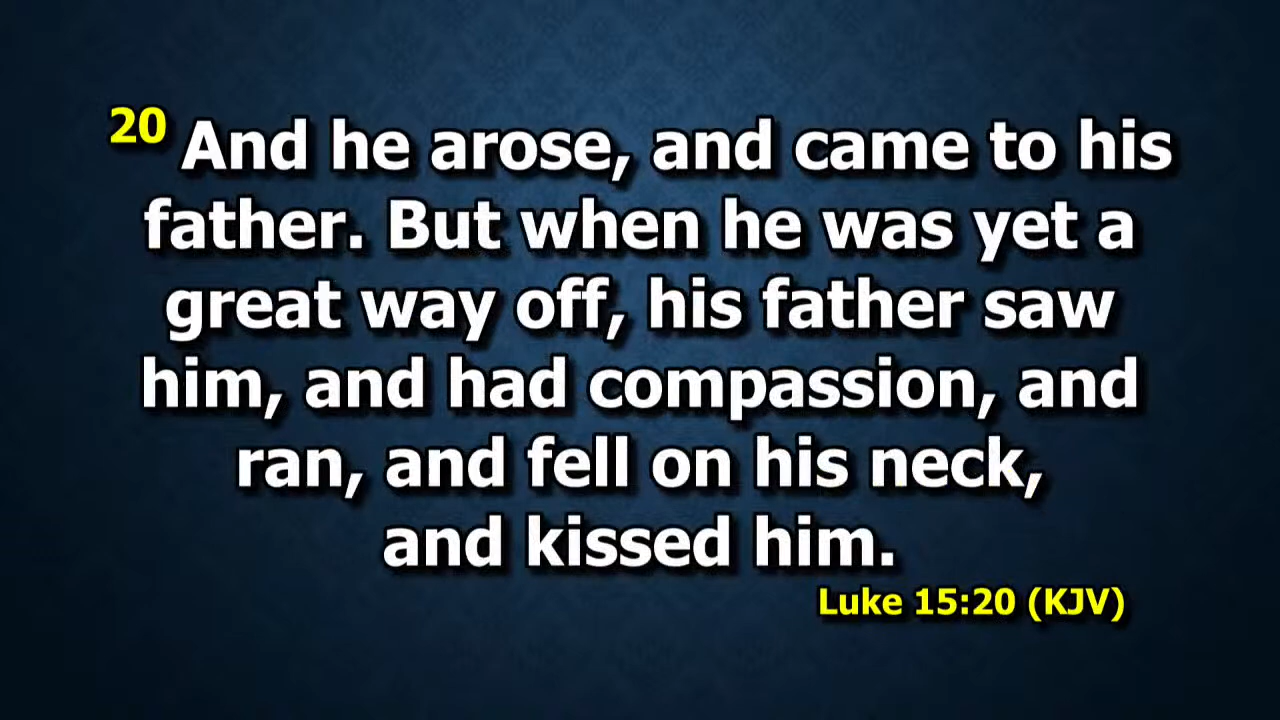 20 And he arose, and came to his
father. But when he was yet a
great way off, his father saw
him, and had compassion, and
ran, and fell on his neck,
and kissed him.
Luke 15:20 (KJV)